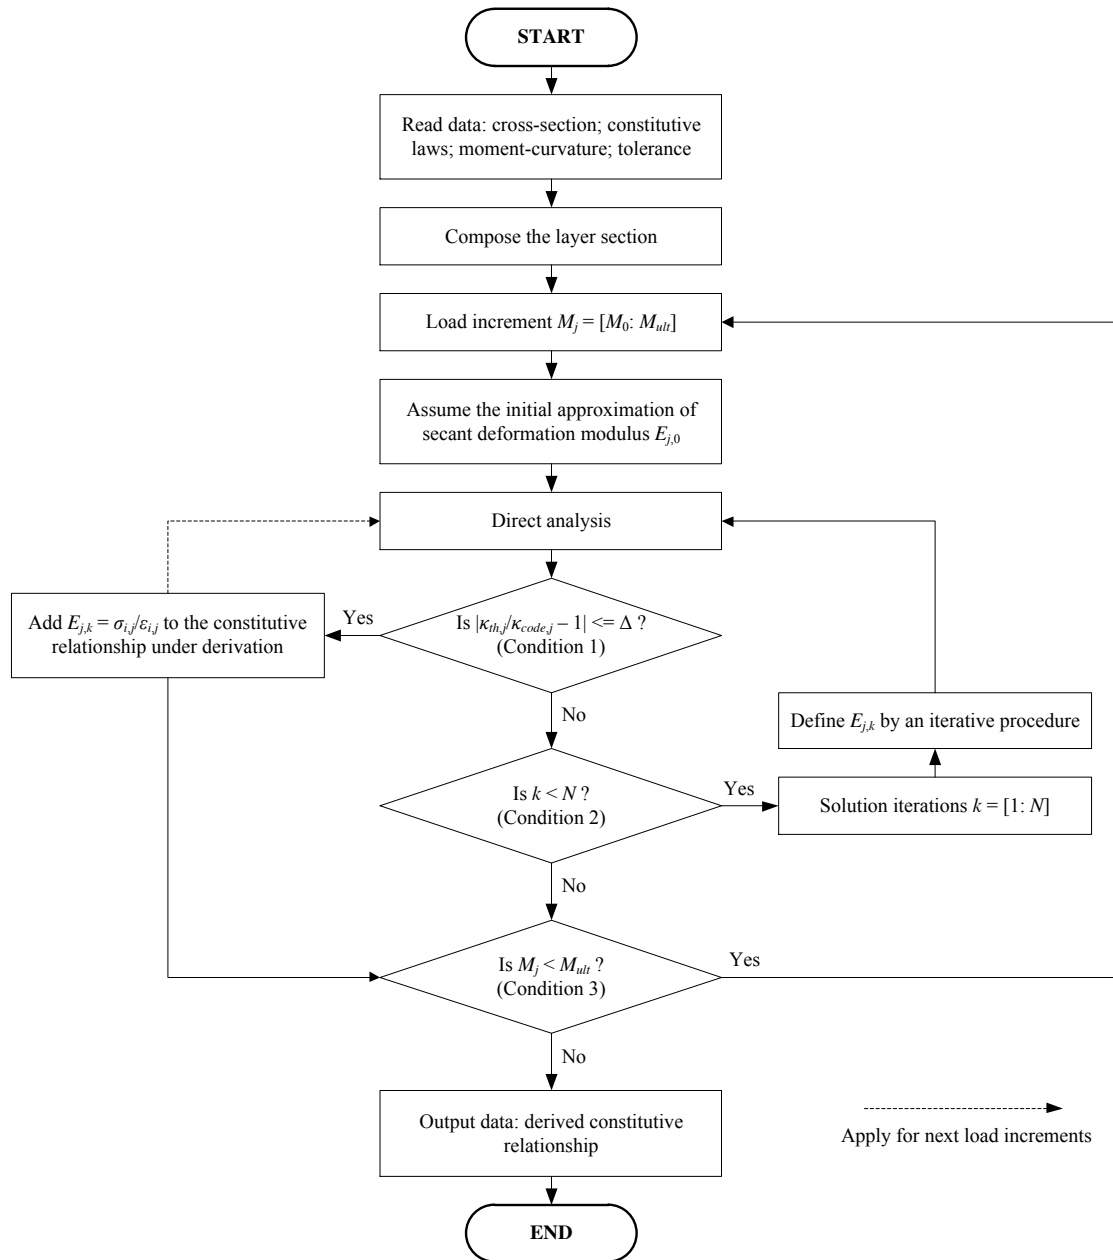 START
Read data: cross-section; constitutive
laws; moment-curvature; tolerance
Compose the layer section
Load increment Mj = [M0: Mult]
Assume the initial approximation of
secant deformation modulus Ej,0
Direct analysis
Add Ej,k = σi,j/εi,j to the constitutive
relationship under derivation
Yes
Is |κth,j/κcode,j – 1| <= Δ ?
(Condition 1)
No
Define Ej,k by an iterative procedure
Is k < N ?
(Condition 2)
Yes
Solution iterations k = [1: N]
No
Is Mj < Mult ?
(Condition 3)
Yes
No
Output data: derived constitutive
relationship
Apply for next load increments
END